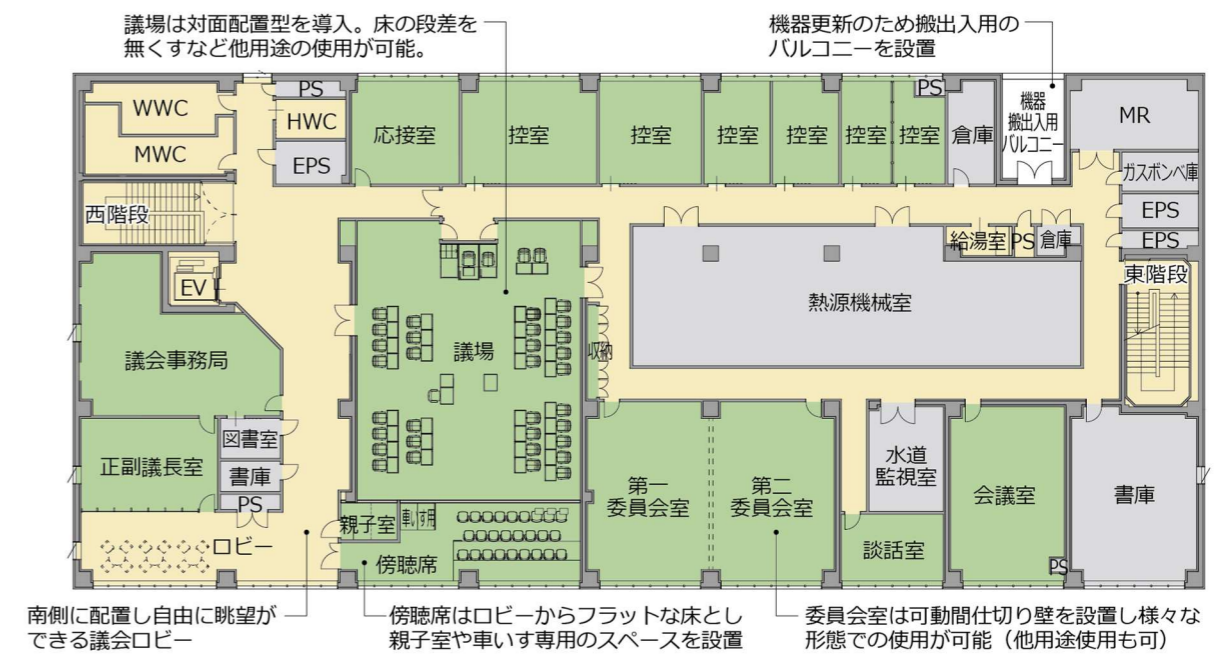 議場は対面配置型を導入。床の段差を
無くすなど他用途の使用が可能。
機器更新のため搬出入用の
バルコニーを設置
WWC
MWC
PS
HWC
EPS
応接室
控室
控室
控室
控室
控室
控室
PS
倉庫
機器
搬出入用
バルコニー
MR
ガスボンベ庫
EPS
EPS
西階段
EV
給湯室
PS
倉庫
東階段
熱源機械室
議会事務局
議場
収納
図書室
正副議長室
書庫
PS
ロビー
親子室
車いす用
傍聴席
第一
委員会室
第二
委員会室
水道
監視室
談話室
会議室
PS
書庫
南側に配置し自由に眺望が
できる議会ロビー
傍聴席はロビーからフラットな床とし
親子室や車いす専用のスペースを設置
委員会室は可動間仕切り壁を設置し様々な
形態での使用が可能（他用途使用も可）